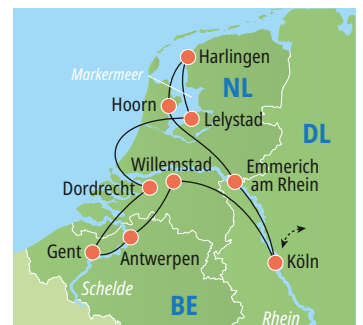 Harlingen
Markermeer
NL
Hoorn
Lelystad
DL
Willemstad
Emmerich
am Rhein
Dordrecht
Gent
Antwerpen
Köln
Schelde
BE
Rhein